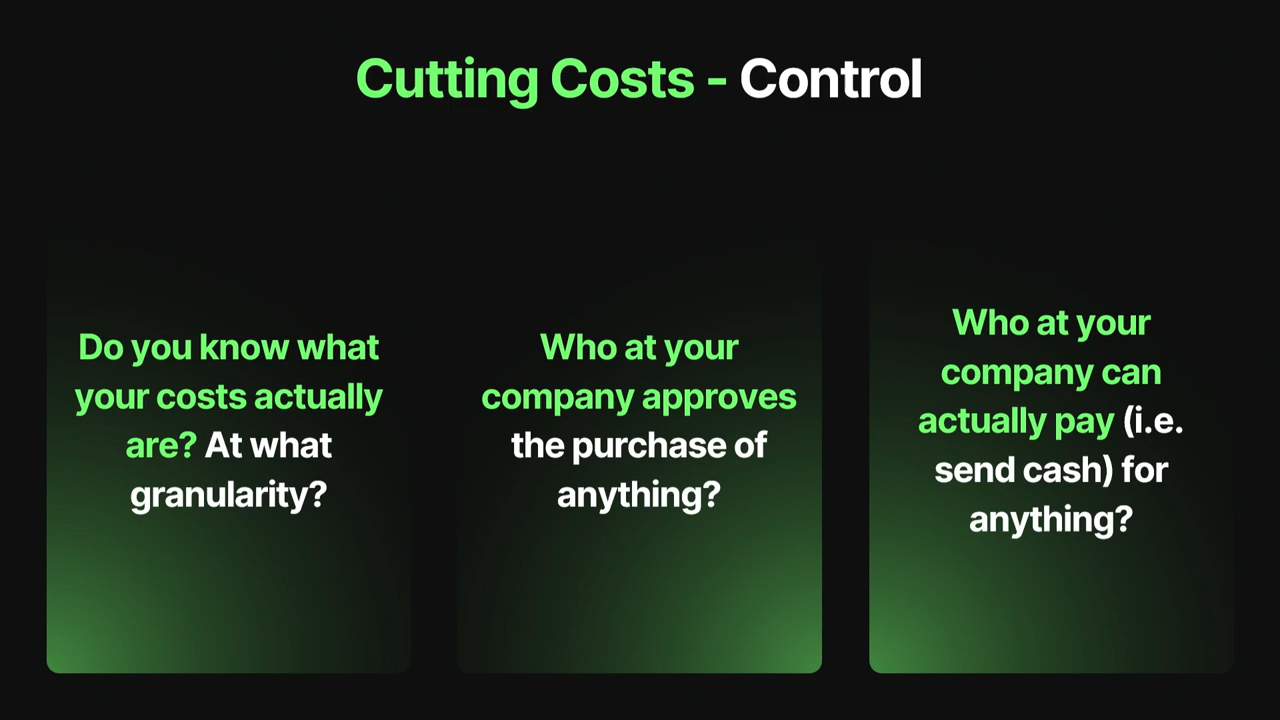 Cutting Costs - Control
Do you know what
your costs actually
are? At what
granularity?
Who at your
company approves
the purchase of
anything?
Who at your
company can
actually pay (i.e.
send cash) for
anything?